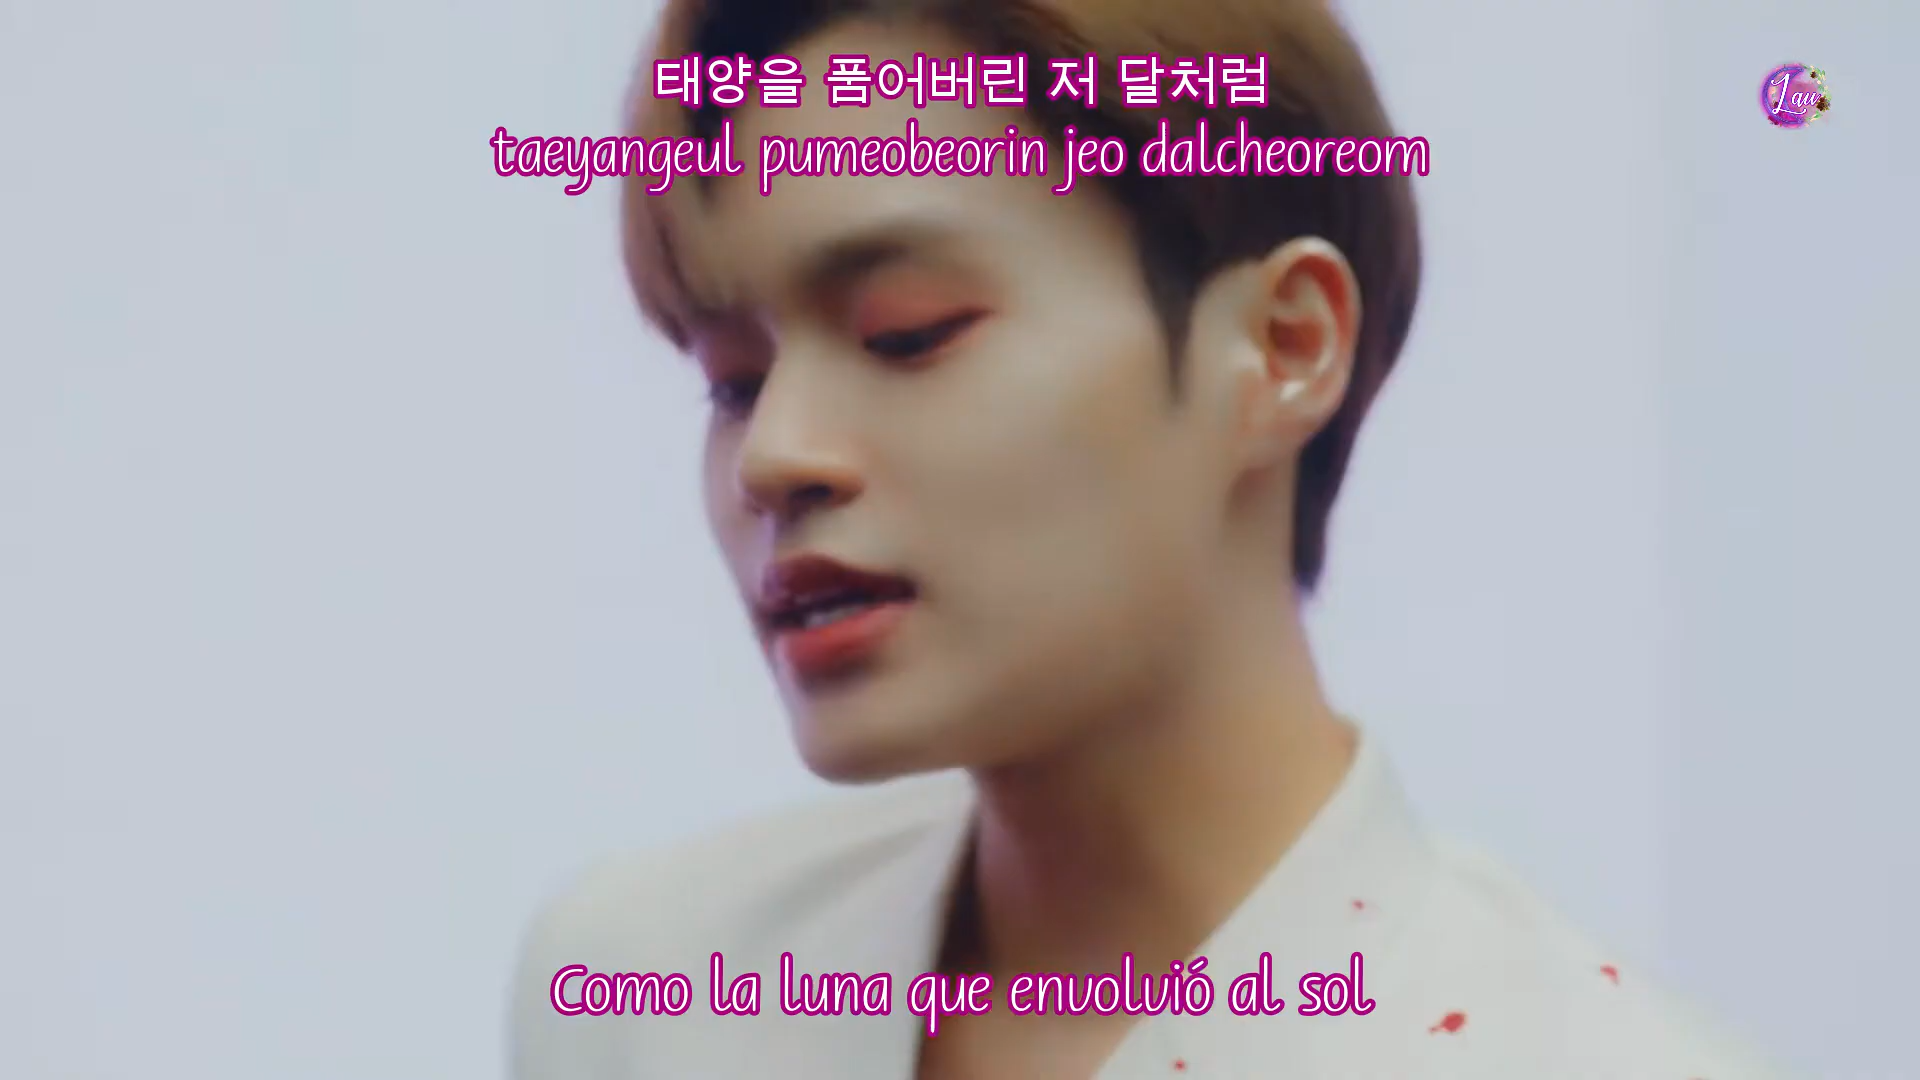 태양을 품어버린 저 달처럼
Lau
taeyangeul pumeobeorin jeo dalcheoreom
Como la luna que envolvió al sol